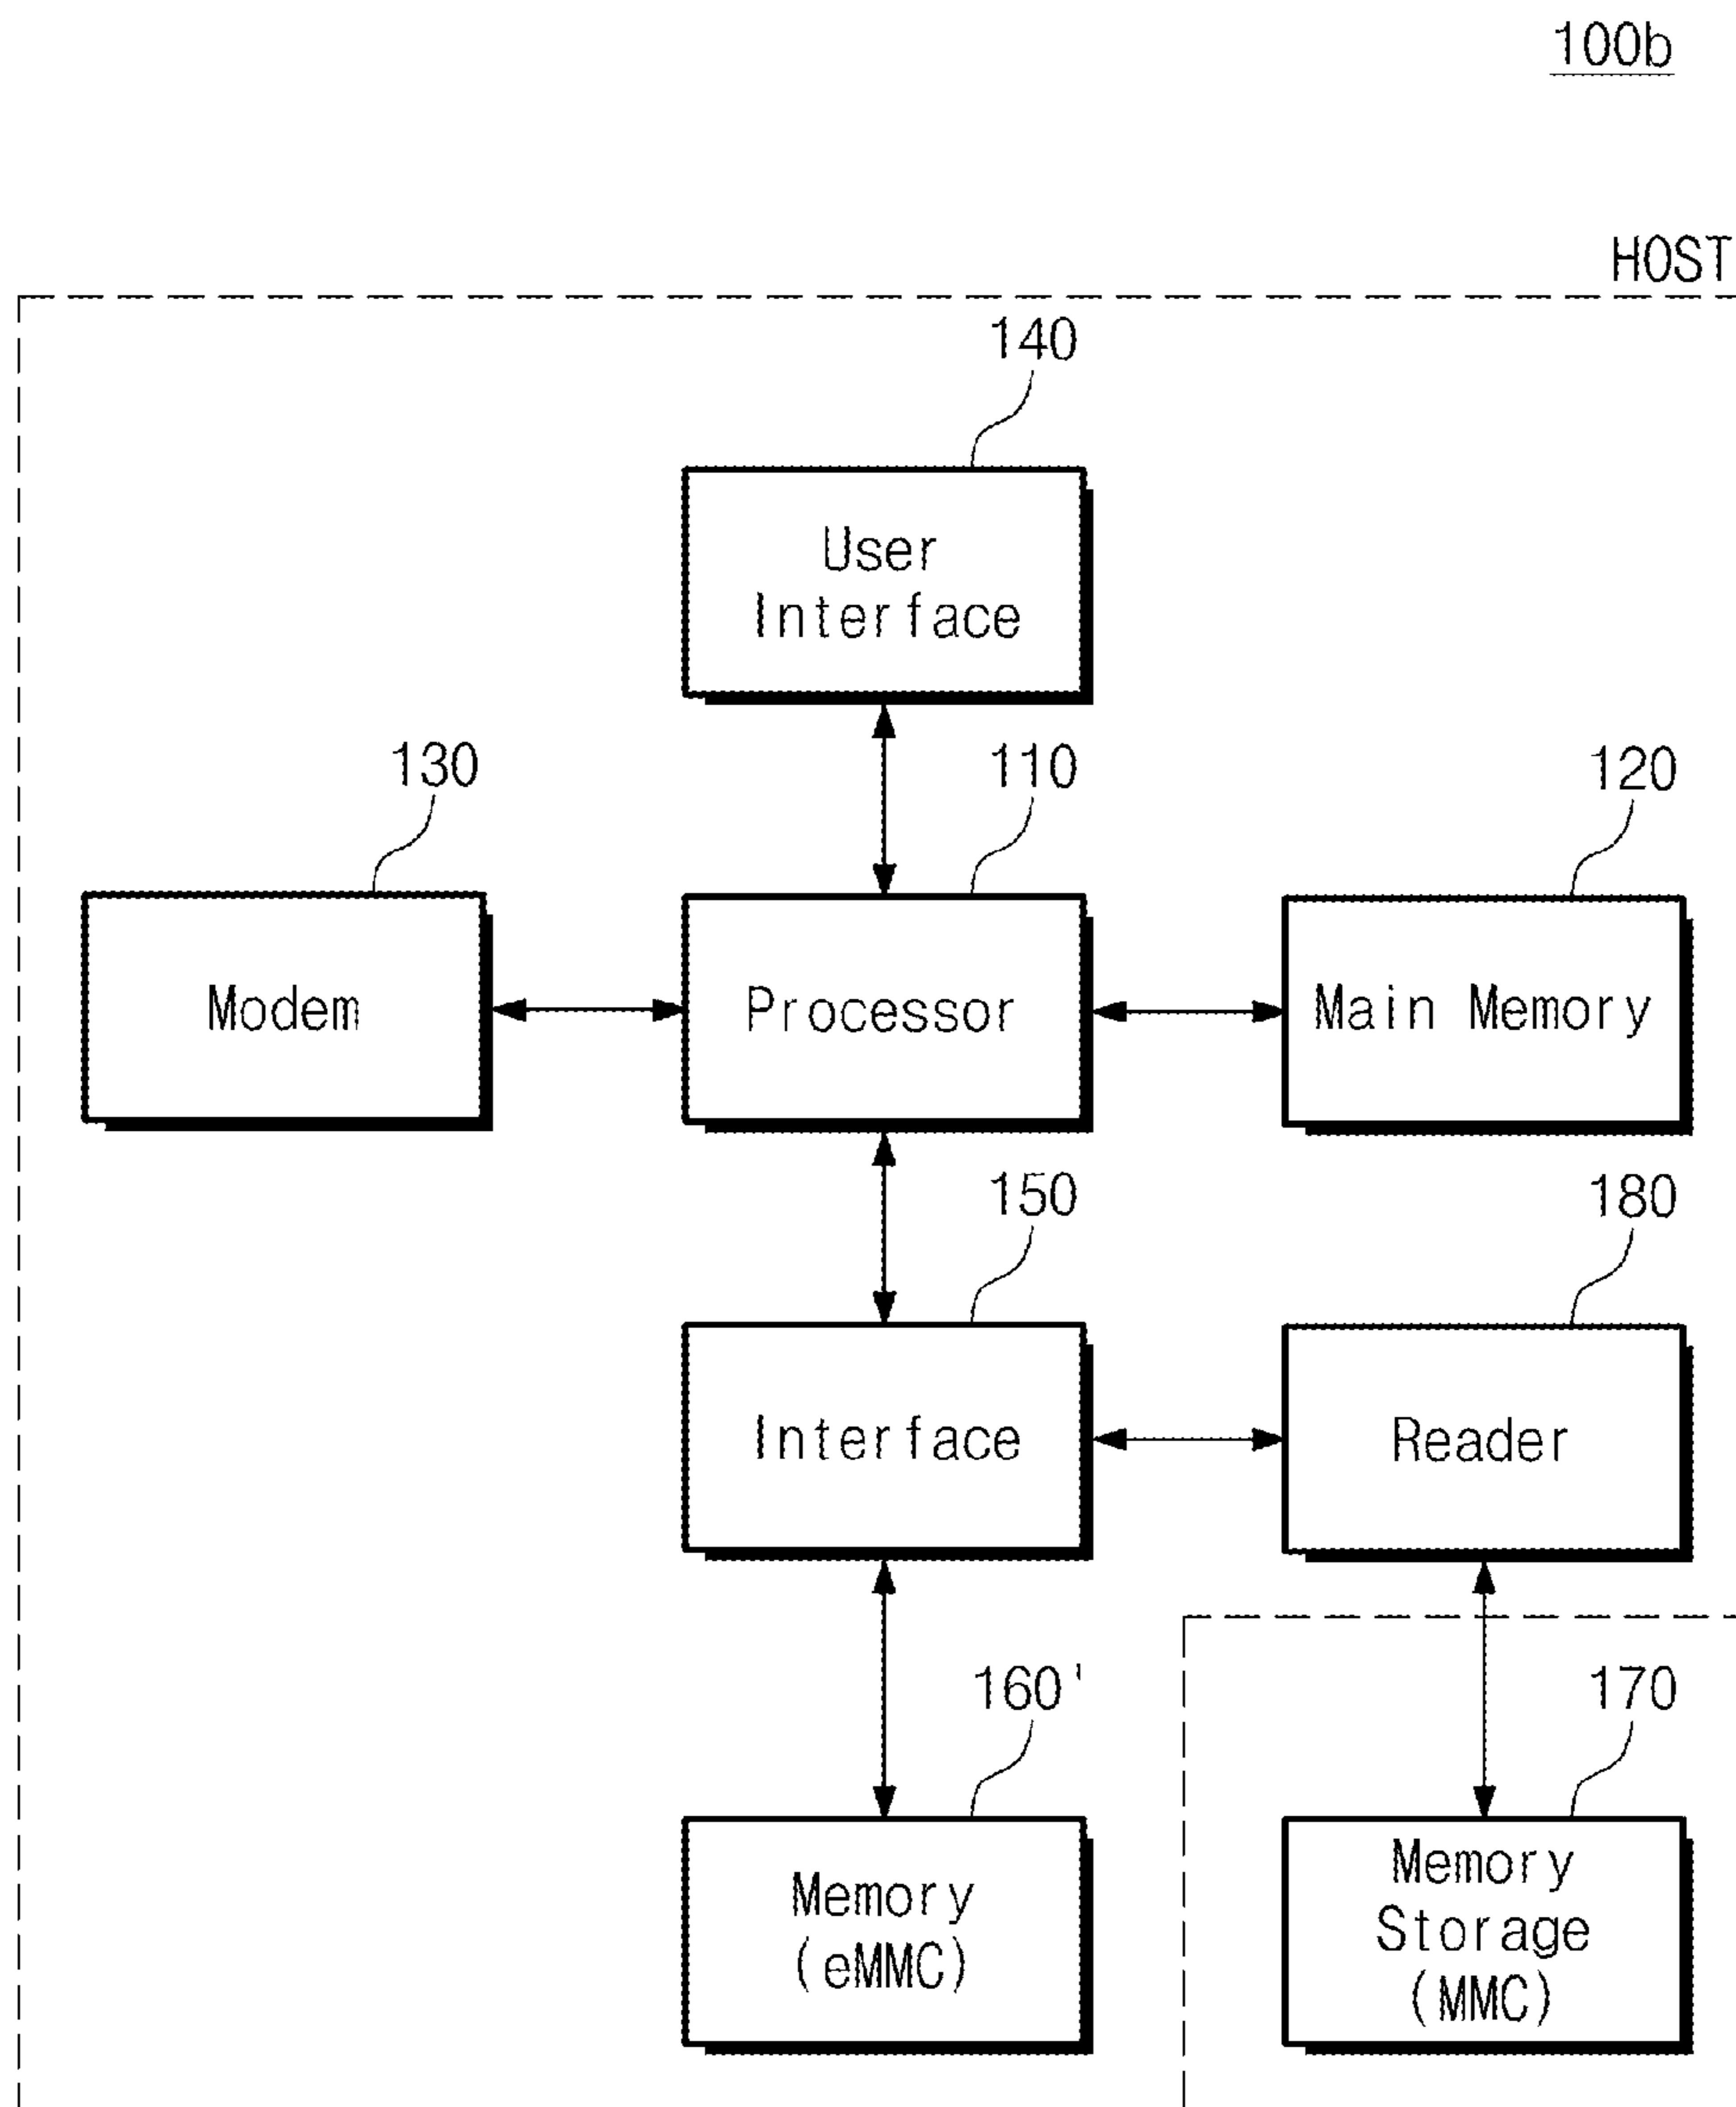 100b
HOST
140
User
Interface
130
110
120
Modem
Processor
Main Memory
150
180
Interface
Reader
160'
170
Memory
(eMMC)
Memory
Storage
(MMC)